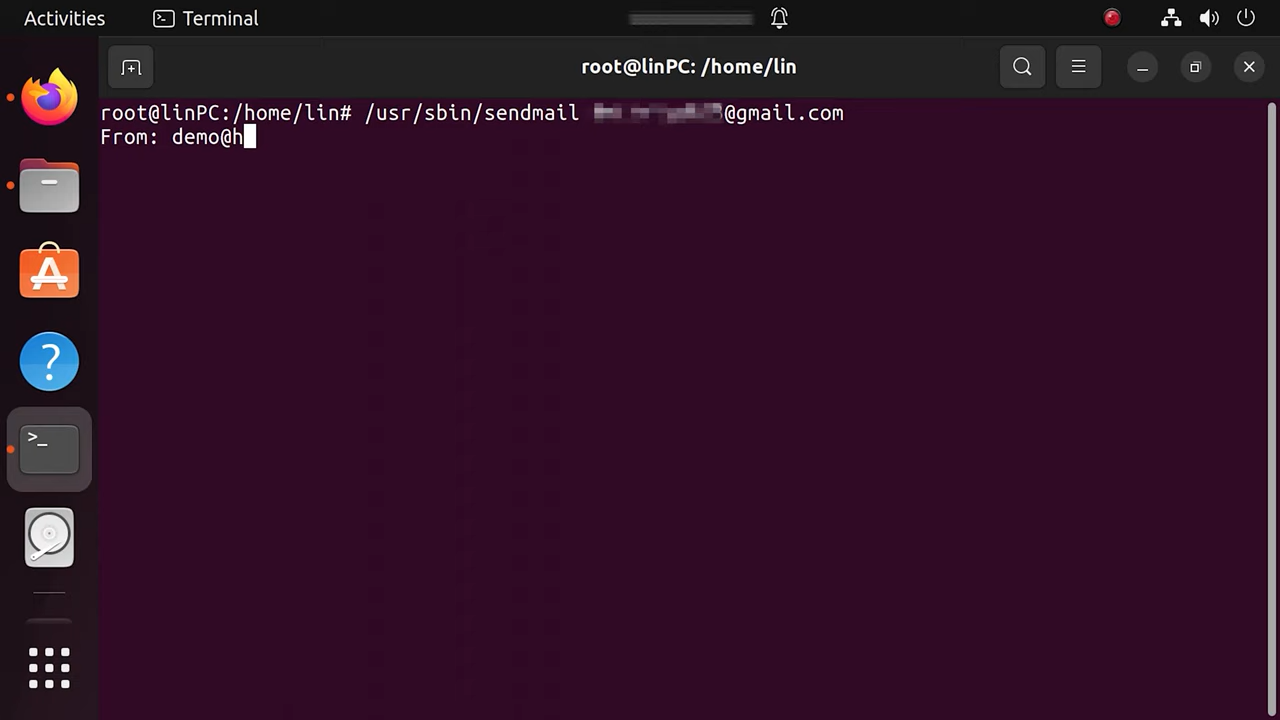 Activities
Terminal
root@linPC: /home/lin
root@linPC:/home/lin# /usr/sbin/sendmail @gmail.com
From: demo@h